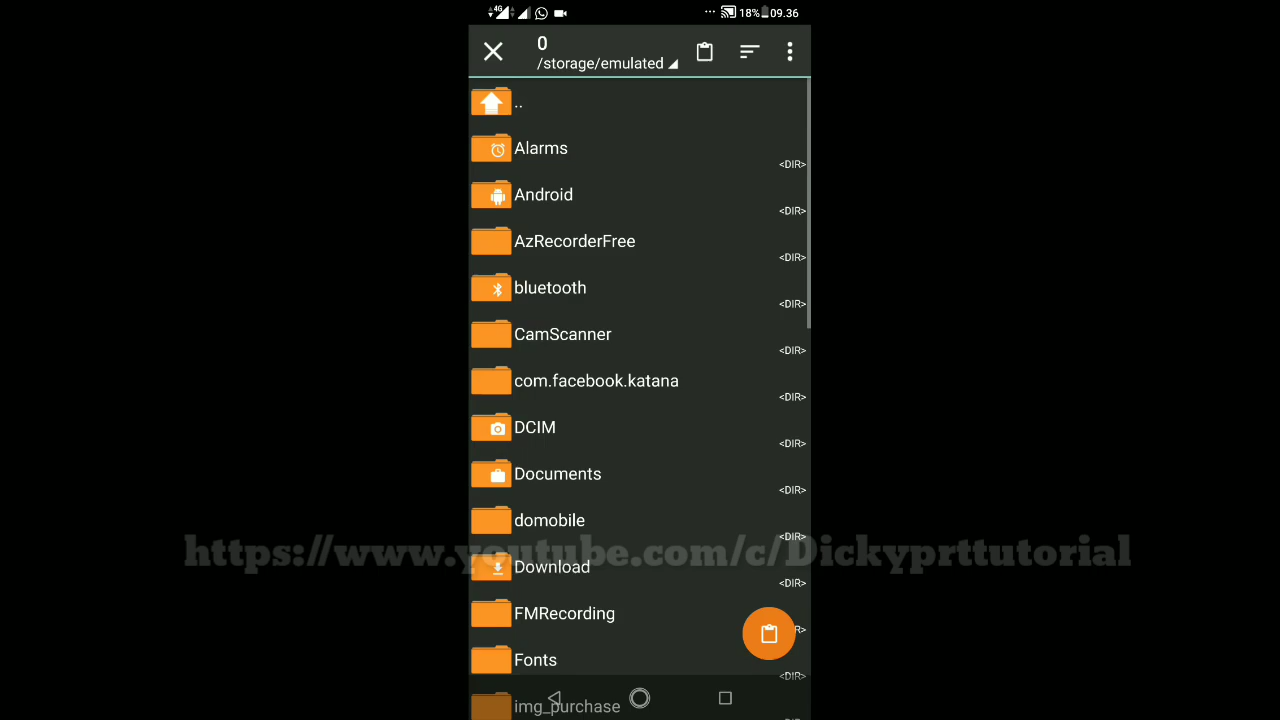 4G 18% 09.36
0
/storage/emulated
..
Alarms
<DIR>
Android
<DIR>
AzRecorderFree
<DIR>
bluetooth
<DIR>
CamScanner
<DIR>
com.facebook.katana
<DIR>
DCIM
<DIR>
Documents
<DIR>
domobile
<DIR>
https://www.youtube.com/c/Dickyprttutorial
Download
<DIR>
FMRecording
R>
Fonts
<DIR>
img_purchase